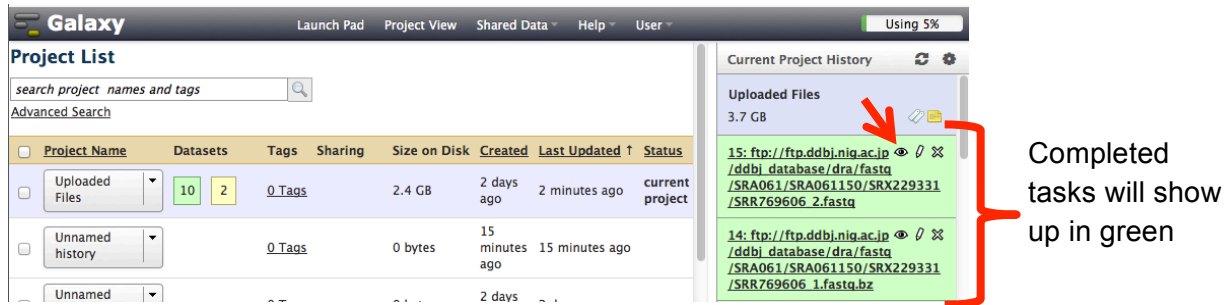 Galaxy
Launch Pad Project View Shared Data Help User
Using 5%
Project List
search project names and tags
Advanced Search
Project Name Datasets Tags Sharing Size on Disk Created Last Updated ↑ Status
Uploaded
Files
10 2
0 Tags
2.4 GB
2 days
ago
2 minutes ago
current
project
Unnamed
history
0 Tags
0 bytes
15
minutes
ago
15 minutes ago
Unnamed
2 days
Current Project History
Uploaded Files
3.7 GB
15: ftp://ftp.ddbj.nig.ac.jp
/ddbj_database/dra/fastq
/SRA061/SRA061150/SRX229331
/SRR769606_2.fastq
14: ftp://ftp.ddbj.nig.ac.jp
/ddbj_database/dra/fastq
/SRA061/SRA061150/SRX229331
/SRR769606_1.fastq.bz
Completed
tasks will show
up in green